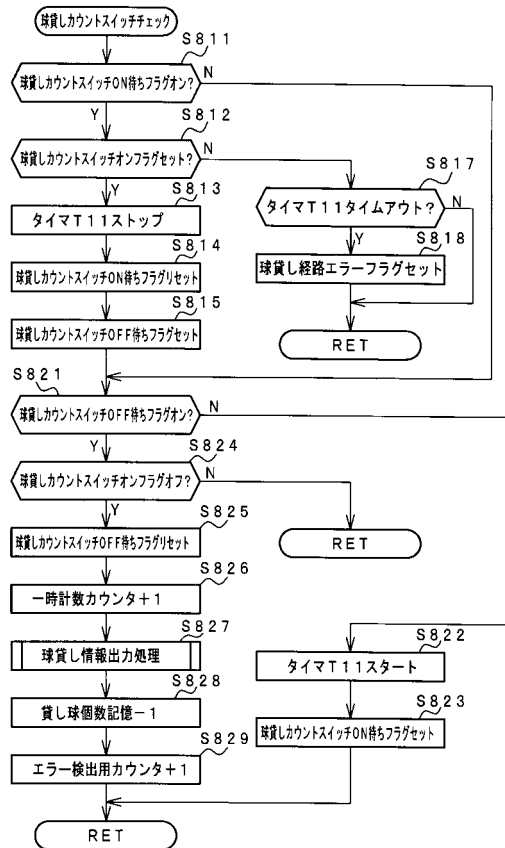 球貸しカウントスイッチチェック
S811
球貸しカウントスイッチON待ちフラグオン?
N
Y
S812
球貸しカウントスイッチオンフラグセット?
N
Y
S813
タイマT11ストップ
S814
球貸しカウントスイッチON待ちフラグリセット
S815
球貸しカウントスイッチOFF待ちフラグセット
S817
タイマT11タイムアウト?
N
Y
S818
球貸し経路エラーフラグセット
RET
S821
球貸しカウントスイッチOFF待ちフラグオン?
N
Y
S824
球貸しカウントスイッチオンフラグオフ?
N
Y
RET
S825
球貸しカウントスイッチOFF待ちフラグリセット
S826
一時計数カウンタ+1
S827
球貸し情報出力処理
S828
貸し球個数記憶-1
S829
エラー検出用カウンタ+1
S822
タイマT11スタート
S823
球貸しカウントスイッチON待ちフラグセット
RET